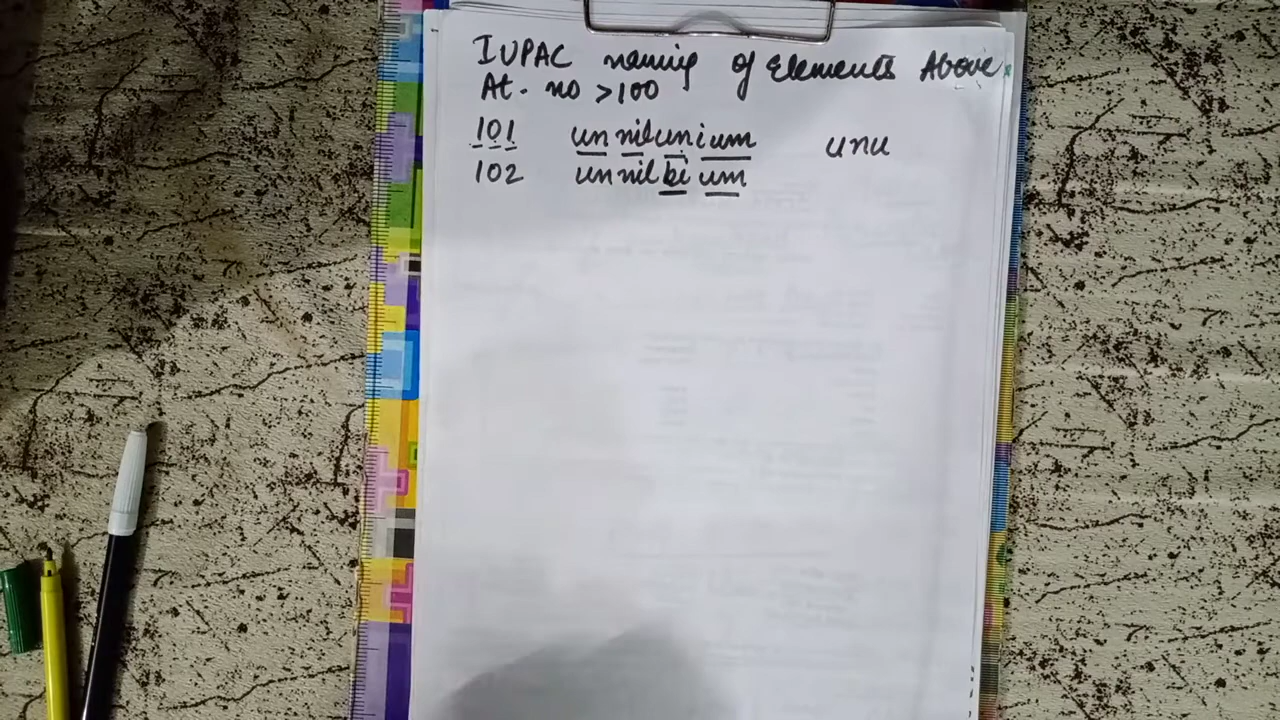 IUPAC naming of Elements Above
At. no >100
101 unnilunium unu
102 unnilbium